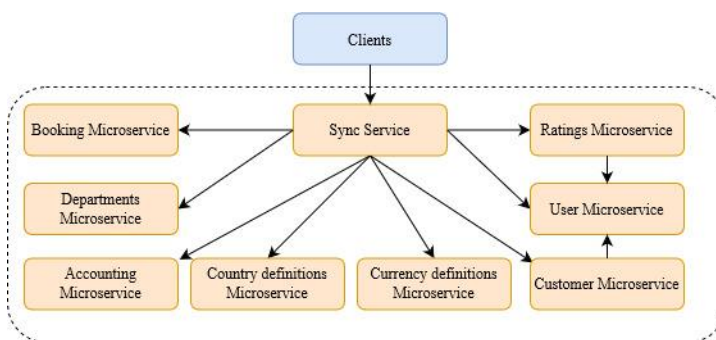 Clients
Booking Microservice
Sync Service
Ratings Microservice
Departments
Microservice
User Microservice
Accounting
Microservice
Country definitions
Microservice
Currency definitions
Microservice
Customer Microservice